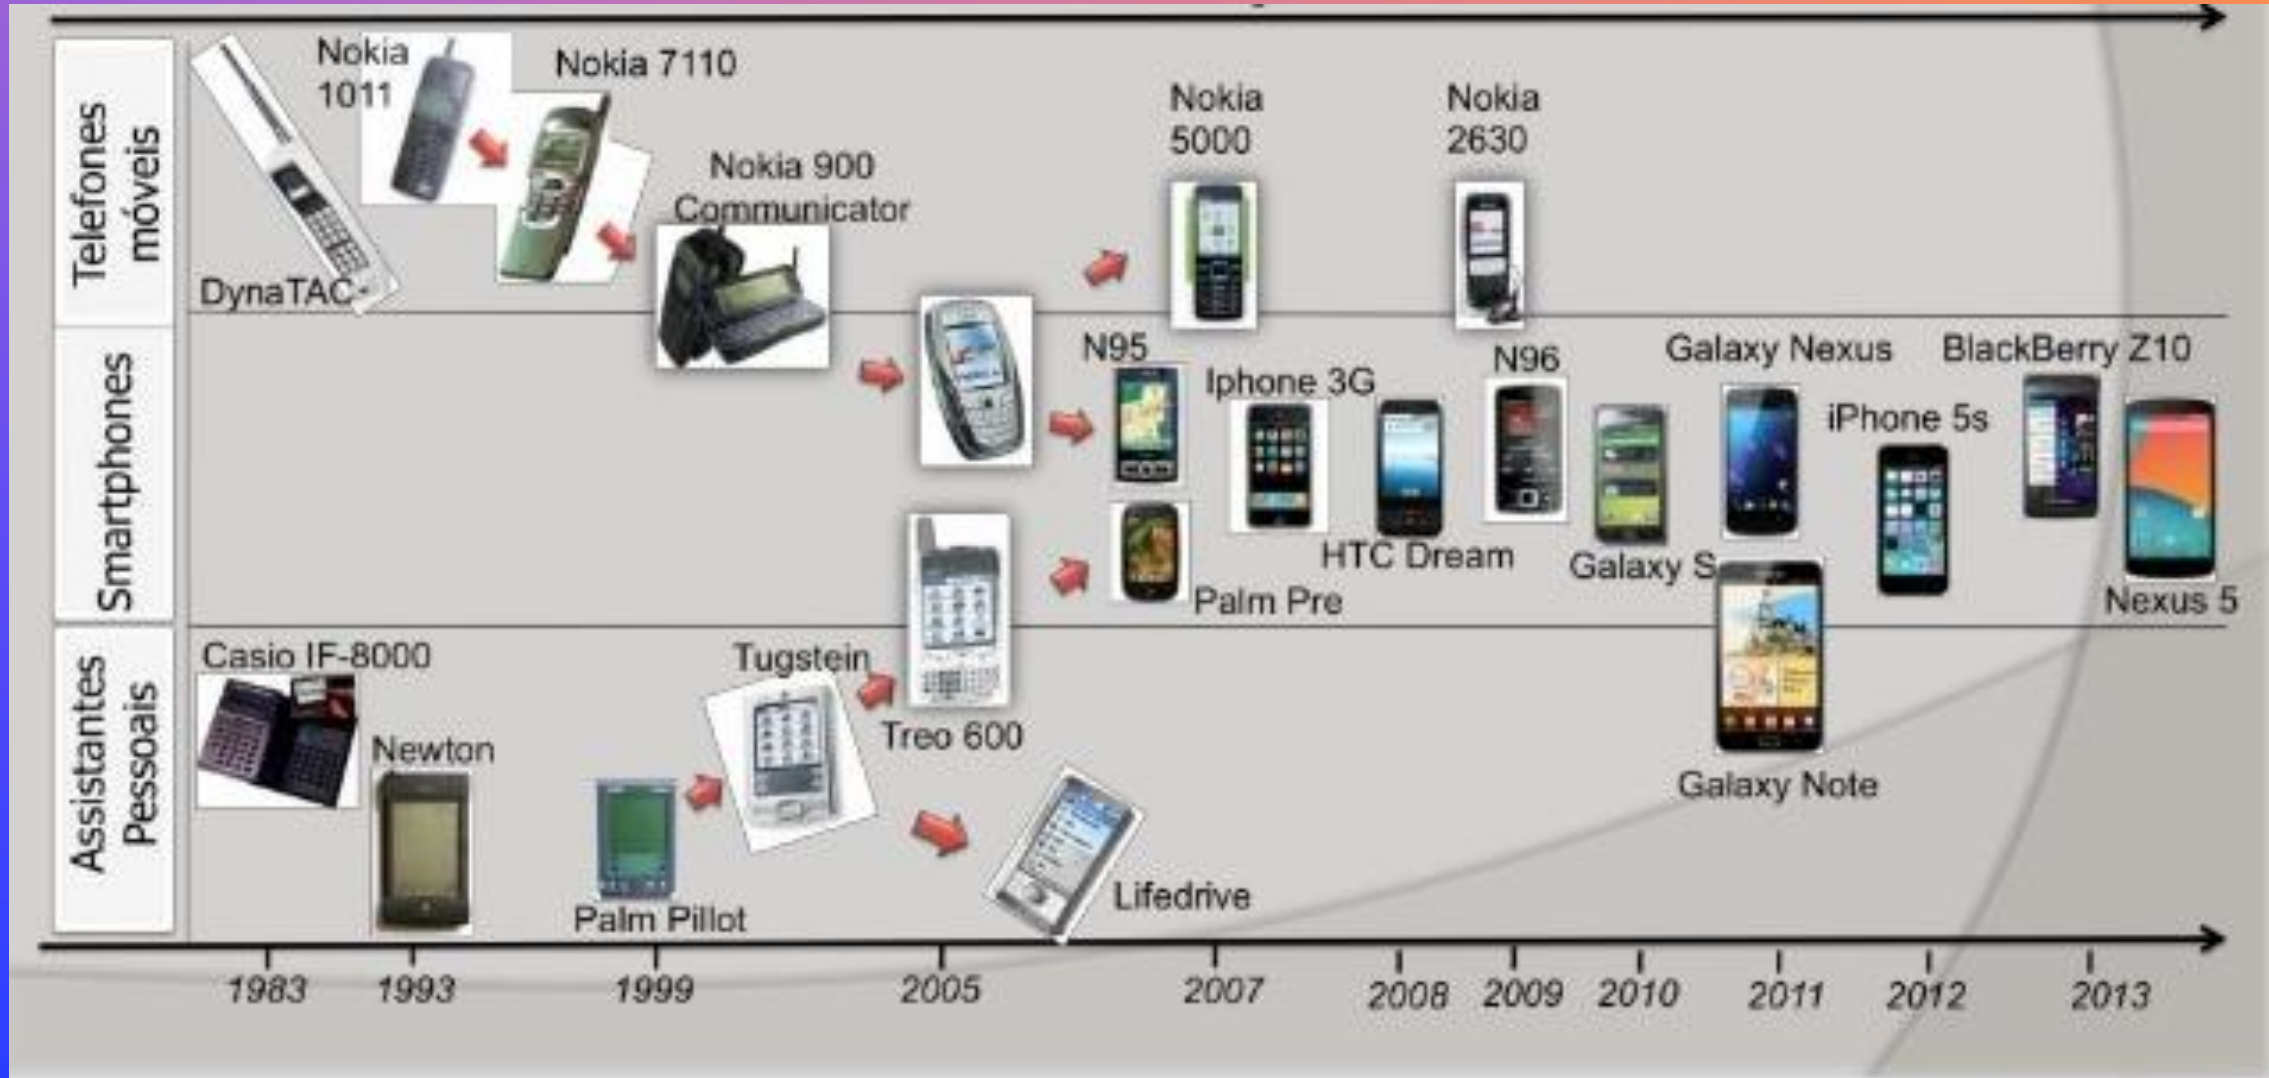 Telefones
móveis
Nokia
1011
Nokia 7110
Nokia 900
Communicator
DynaTAC
Nokia
5000
Nokia
2630
Smartphones
N95
Iphone 3G
HTC Dream
N96
Galaxy S
Galaxy Nexus
iPhone 5s
BlackBerry Z10
Nexus 5
Palm Pre
Assistantes
Pessoais
Casio IF-8000
Newton
Palm Pillot
Tugstein
Treo 600
Lifedrive
Galaxy Note
1983
1993
1999
2005
2007
2008
2009
2010
2011
2012
2013